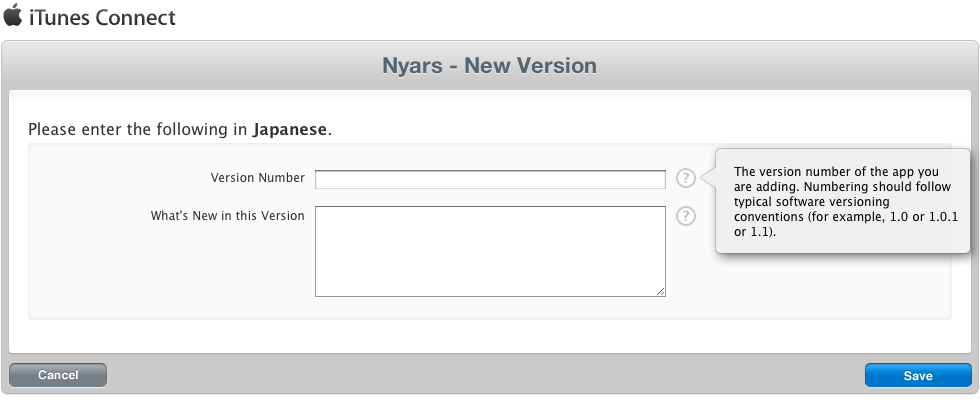 iTunes Connect
Nyars - New Version
Please enter the following in Japanese.
Version Number
?
The version number of the app you
are adding. Numbering should follow
typical software versioning
conventions (for example, 1.0 or 1.0.1
or 1.1).
What's New in this Version
?
Cancel
Save